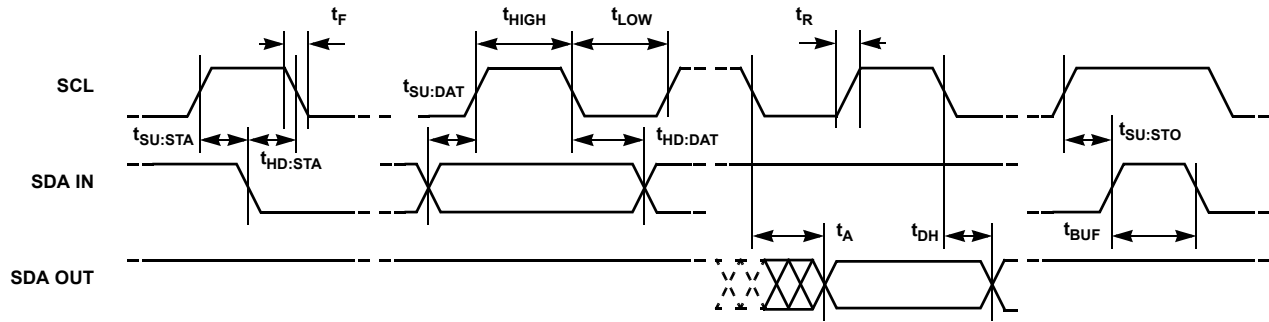 tF
tHIGH
tLOW
tR
SCL
tSU:DAT
tSU:STA
tHD:STA
tHD:DAT
tSU:STO
SDA IN
tA
tDH
tBUF
SDA OUT